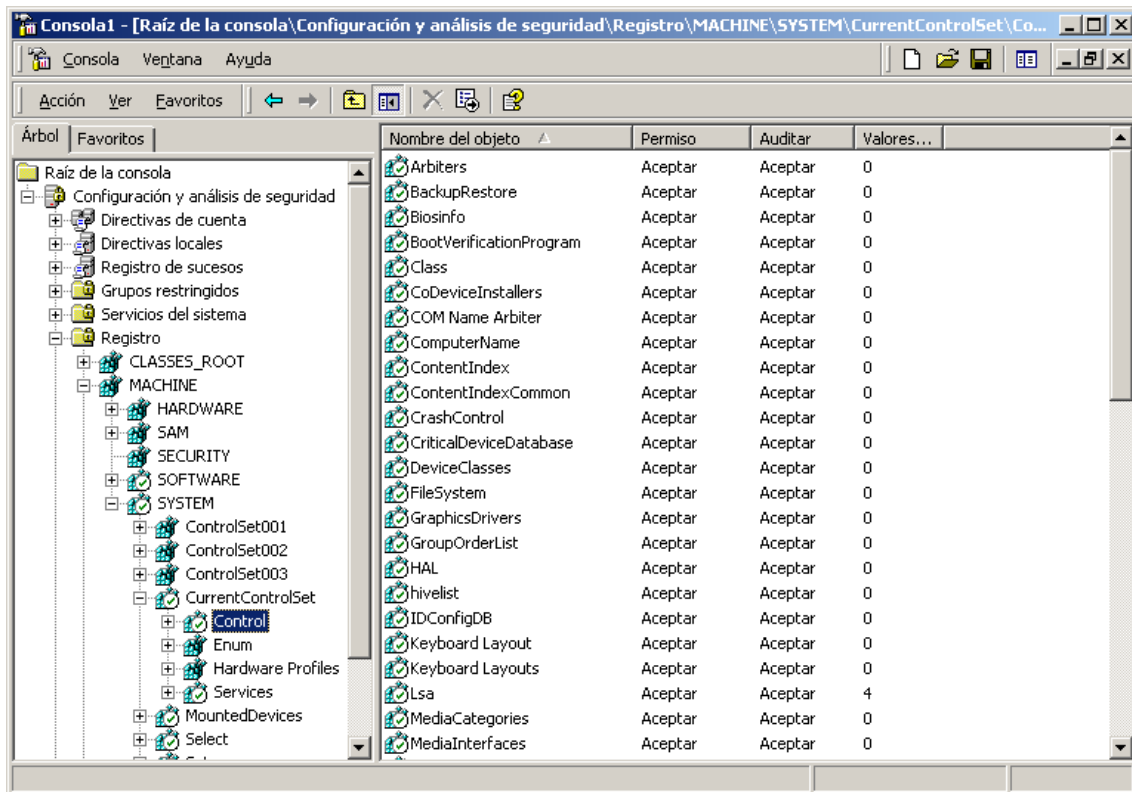 Consola1 - [Raíz de la consola\Configuración y análisis de seguridad\Registro\MACHINE\SYSTEM\CurrentControlSet\Co...
Consola Ventana Ayuda
Acción Ver Favoritos
Árbol Favoritos
Raíz de la consola
Configuración y análisis de seguridad
Directivas de cuenta
Directivas locales
Registro de sucesos
Grupos restringidos
Servicios del sistema
Registro
CLASSES_ROOT
MACHINE
HARDWARE
SAM
SECURITY
SOFTWARE
SYSTEM
ControlSet001
ControlSet002
ControlSet003
CurrentControlSet
Control
Enum
Hardware Profiles
Services
MountedDevices
Select
Nombre del objeto Permiso Auditar Valores...
Arbiters Aceptar Aceptar 0
BackupRestore Aceptar Aceptar 0
Biosinfo Aceptar Aceptar 0
BootVerificationProgram Aceptar Aceptar 0
Class Aceptar Aceptar 0
CoDeviceInstallers Aceptar Aceptar 0
COM Name Arbiter Aceptar Aceptar 0
ComputerName Aceptar Aceptar 0
ContentIndex Aceptar Aceptar 0
ContentIndexCommon Aceptar Aceptar 0
CrashControl Aceptar Aceptar 0
CriticalDeviceDatabase Aceptar Aceptar 0
DeviceClasses Aceptar Aceptar 0
FileSystem Aceptar Aceptar 0
GraphicsDrivers Aceptar Aceptar 0
GroupOrderList Aceptar Aceptar 0
HAL Aceptar Aceptar 0
hivelist Aceptar Aceptar 0
IDConfigDB Aceptar Aceptar 0
Keyboard Layout Aceptar Aceptar 0
Keyboard Layouts Aceptar Aceptar 0
Lsa Aceptar Aceptar 4
MediaCategories Aceptar Aceptar 0
MediaInterfaces Aceptar Aceptar 0